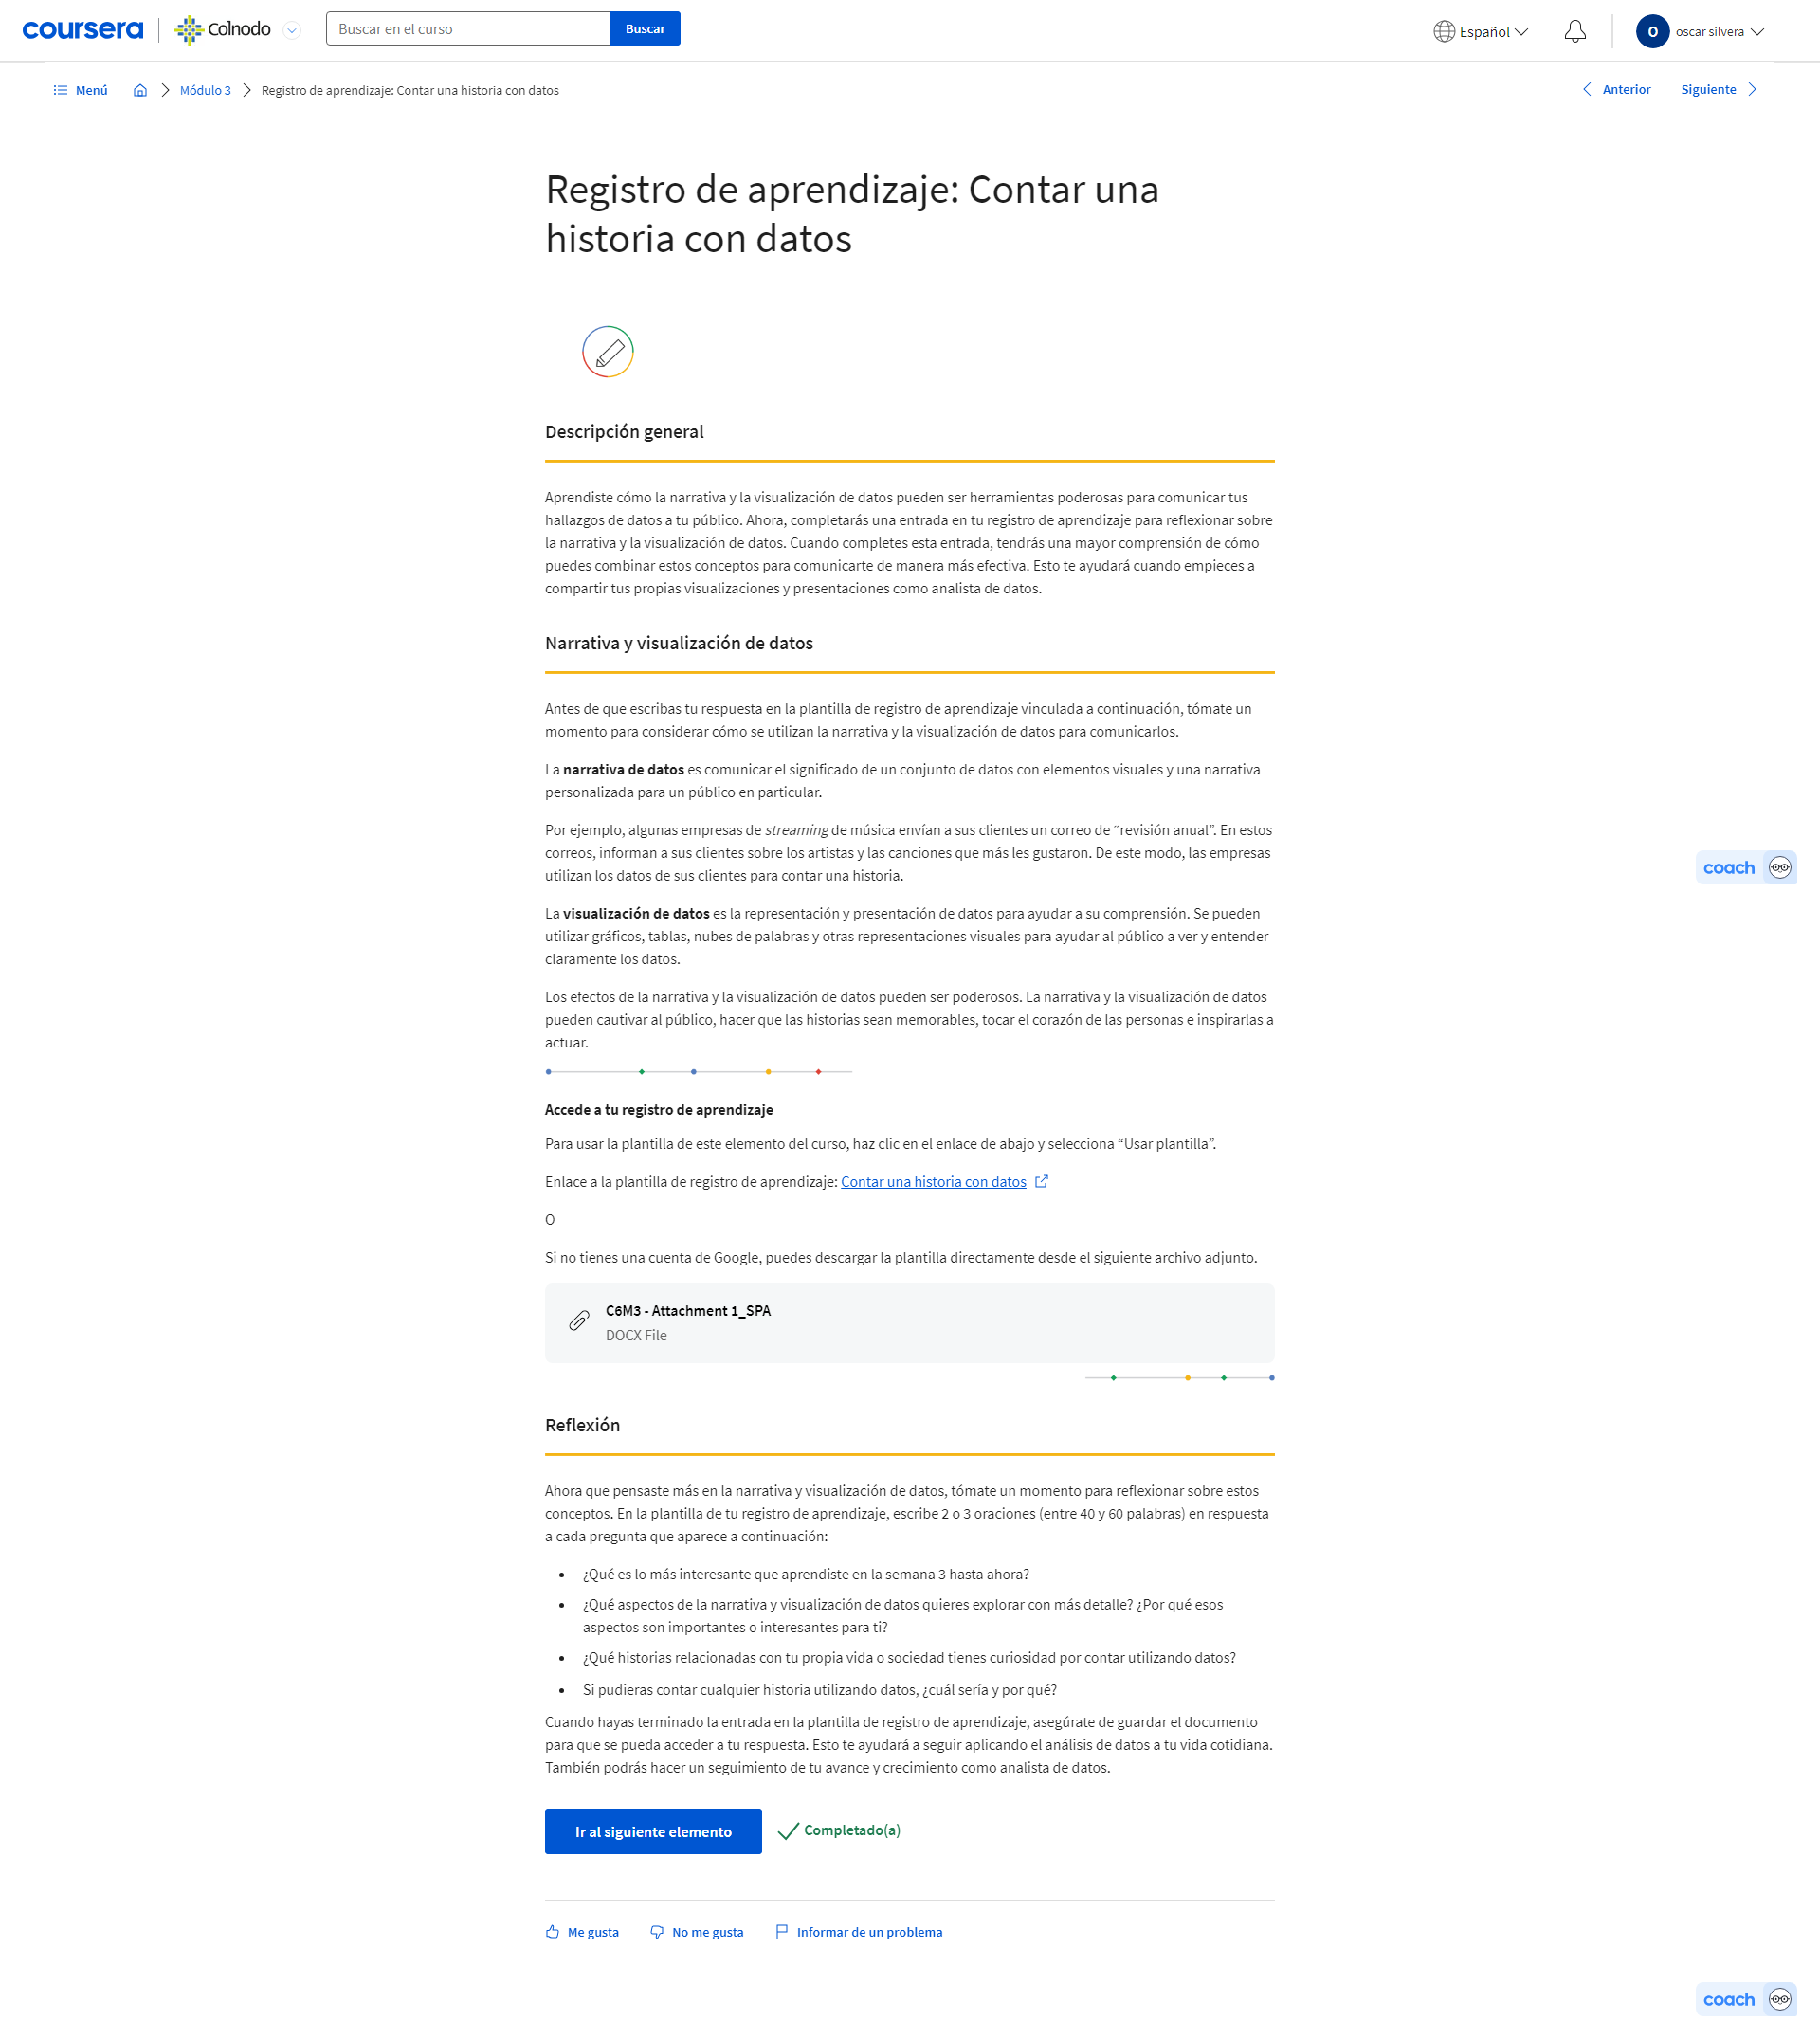 coursera
Colnodo
Buscar en el curso
Buscar
Español
O
oscar silvera
Menú
Módulo 3
Registro de aprendizaje: Contar una historia con datos
Anterior
Siguiente
Registro de aprendizaje: Contar una
historia con datos
Descripción general
Aprendiste cómo la narrativa y la visualización de datos pueden ser herramientas poderosas para comunicar tus
hallazgos de datos a tu público. Ahora, completarás una entrada en tu registro de aprendizaje para reflexionar sobre
la narrativa y la visualización de datos. Cuando completes esta entrada, tendrás una mayor comprensión de cómo
puedes combinar estos conceptos para comunicarte de manera más efectiva. Esto te ayudará cuando empieces a
compartir tus propias visualizaciones y presentaciones como analista de datos.
Narrativa y visualización de datos
Antes de que escribas tu respuesta en la plantilla de registro de aprendizaje vinculada a continuación, tómate un
momento para considerar cómo se utilizan la narrativa y la visualización de datos para comunicarlos.
La narrativa de datos es comunicar el significado de un conjunto de datos con elementos visuales y una narrativa
personalizada para un público en particular.
Por ejemplo, algunas empresas de streaming de música envían a sus clientes un correo de “revisión anual”. En estos
correos, informan a sus clientes sobre los artistas y las canciones que más les gustaron. De este modo, las empresas
utilizan los datos de sus clientes para contar una historia.
coach
La visualización de datos es la representación y presentación de datos para ayudar a su comprensión. Se pueden
utilizar gráficos, tablas, nubes de palabras y otras representaciones visuales para ayudar al público a ver y entender
claramente los datos.
Los efectos de la narrativa y la visualización de datos pueden ser poderosos. La narrativa y la visualización de datos
pueden cautivar al público, hacer que las historias sean memorables, tocar el corazón de las personas e inspirarlas a
actuar.
Accede a tu registro de aprendizaje
Para usar la plantilla de este elemento del curso, haz clic en el enlace de abajo y selecciona “Usar plantilla”.
Enlace a la plantilla de registro de aprendizaje: Contar una historia con datos
O
Si no tienes una cuenta de Google, puedes descargar la plantilla directamente desde el siguiente archivo adjunto.
C6M3 - Attachment 1_SPA
DOCX File
Reflexión
Ahora que pensaste más en la narrativa y visualización de datos, tómate un momento para reflexionar sobre estos
conceptos. En la plantilla de tu registro de aprendizaje, escribe 2 o 3 oraciones (entre 40 y 60 palabras) en respuesta
a cada pregunta que aparece a continuación:
• ¿Qué es lo más interesante que aprendiste en la semana 3 hasta ahora?
• ¿Qué aspectos de la narrativa y visualización de datos quieres explorar con más detalle? ¿Por qué esos
aspectos son importantes o interesantes para ti?
• ¿Qué historias relacionadas con tu propia vida o sociedad tienes curiosidad por contar utilizando datos?
• Si pudieras contar cualquier historia utilizando datos, ¿cuál sería y por qué?
Cuando hayas terminado la entrada en la plantilla de registro de aprendizaje, asegúrate de guardar el documento
para que se pueda acceder a tu respuesta. Esto te ayudará a seguir aplicando el análisis de datos a tu vida cotidiana.
También podrás hacer un seguimiento de tu avance y crecimiento como analista de datos.
Ir al siguiente elemento
Completado(a)
Me gusta
No me gusta
Informar de un problema
coach